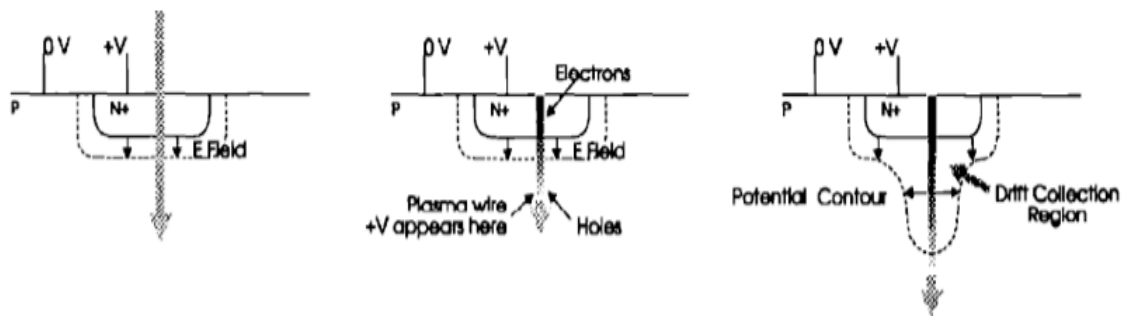 0 V +V
P N+
E Field
0 V +V
Electrons
P N+
E Field
Plasma wire
+V appears here
Holes
0 V +V
P N+
Potential Contour
Drift Collection
Region